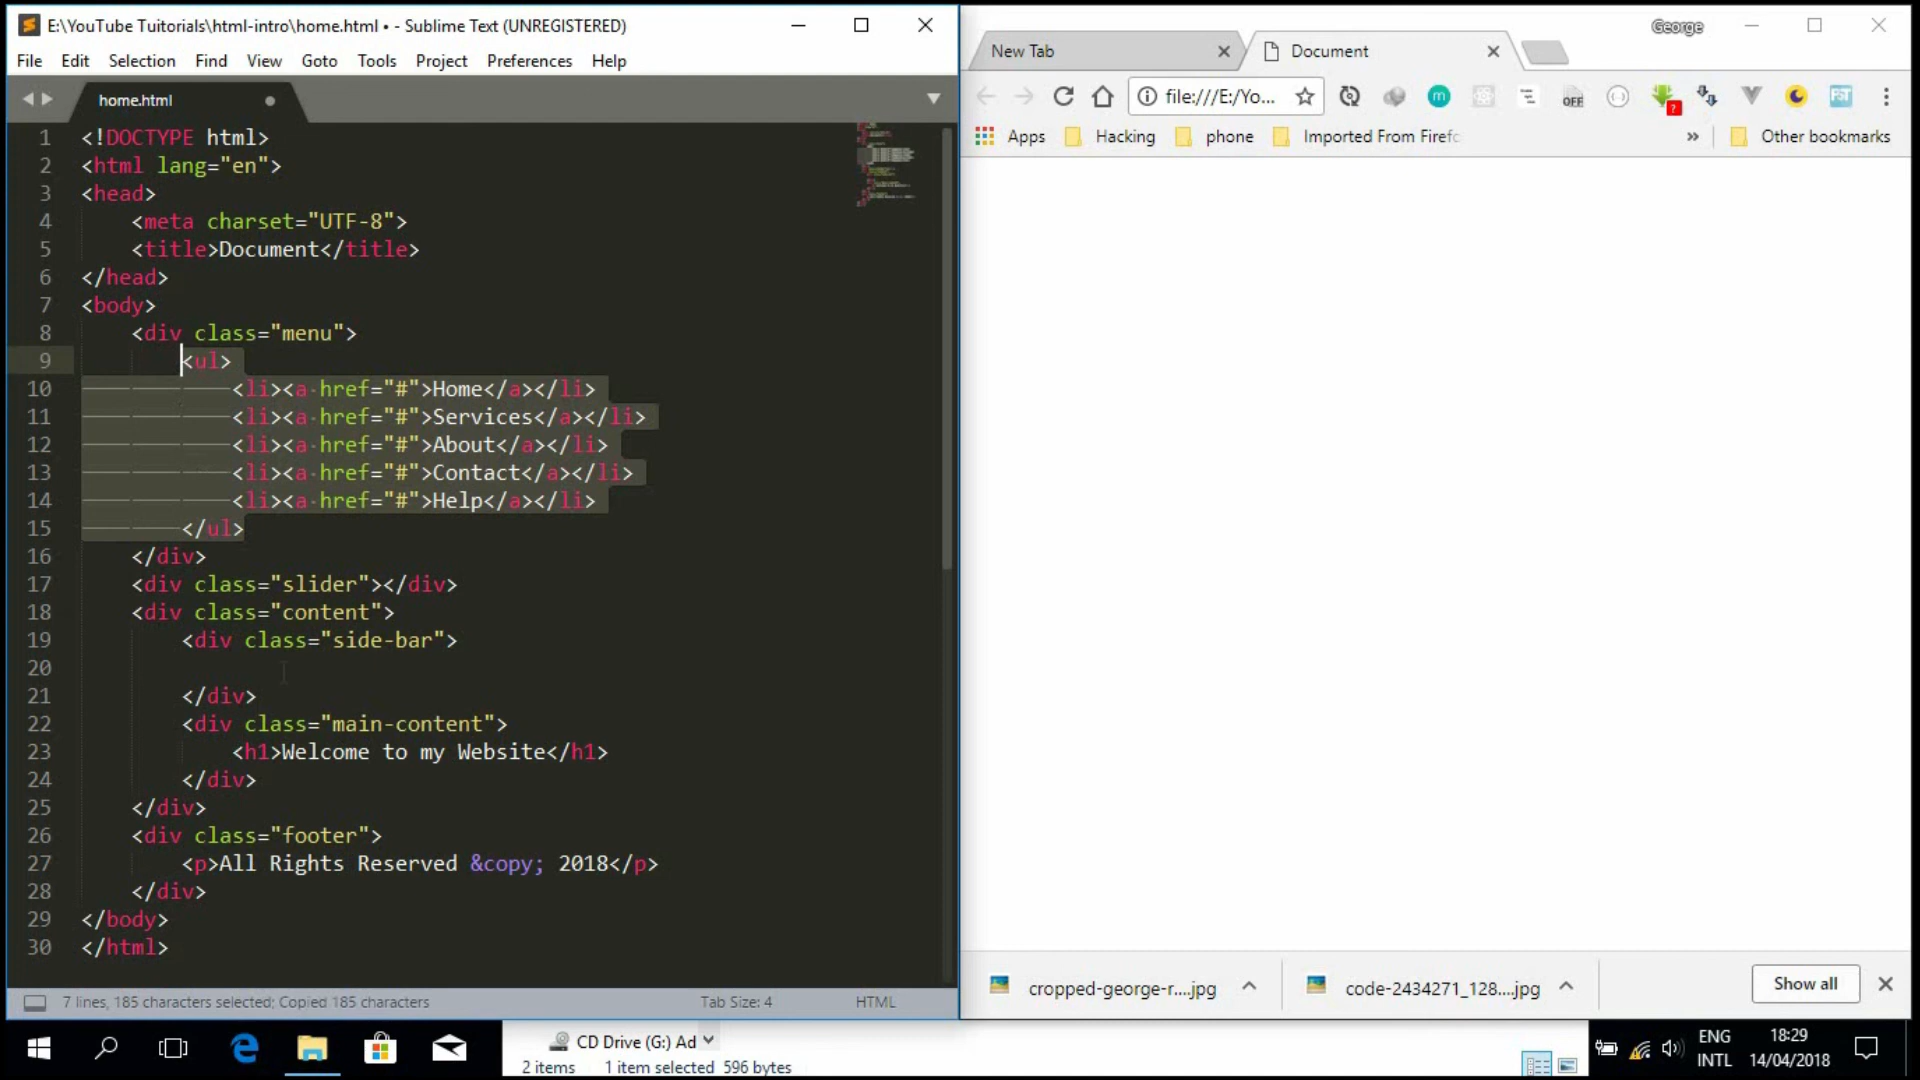 E:\YouTube Tuitorials\html-intro\home.html • - Sublime Text (UNREGISTERED)
File Edit Selection Find View Goto Tools Project Preferences Help
home.html
1 <!DOCTYPE html>
2 <html lang="en">
3 <head>
4 <meta charset="UTF-8">
5 <title>Document</title>
6 </head>
7 <body>
8 <div class="menu">
9 <ul>
10 <li><a href="#">Home</a></li>
11 <li><a href="#">Services</a></li>
12 <li><a href="#">About</a></li>
13 <li><a href="#">Contact</a></li>
14 <li><a href="#">Help</a></li>
15 </ul>
16 </div>
17 <div class="slider"></div>
18 <div class="content">
19 <div class="side-bar">
20
21 </div>
22 <div class="main-content">
23 <h1>Welcome to my Website</h1>
24 </div>
25 </div>
26 <div class="footer">
27 <p>All Rights Reserved &copy; 2018</p>
28 </div>
29 </body>
30 </html>
7 lines, 185 characters selected; Copied 185 characters Tab Size: 4 HTML
George
New Tab Document
file:///E:/Yo... OFF m ? PST
Apps Hacking phone Imported From Firefo » Other bookmarks
cropped-george-r....jpg code-2434271_128....jpg Show all
CD Drive (G:) Ad
2 items 1 item selected 596 bytes
ENG 18:29
INTL 14/04/2018